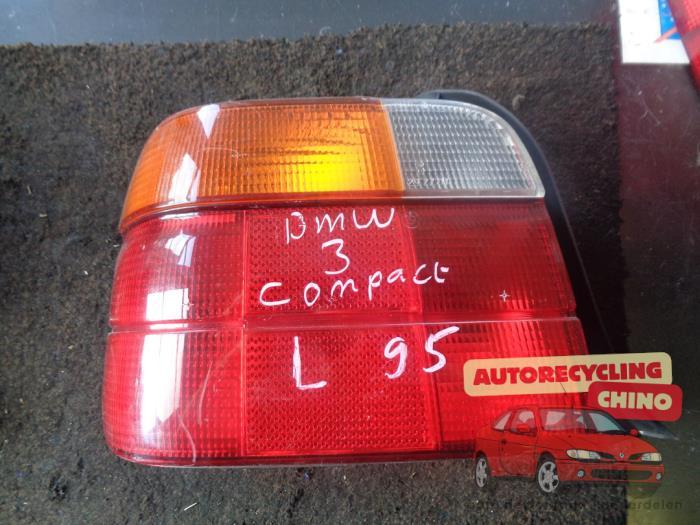 BMW
3
Compact
L 95
AUTORECYCLING
CHINO